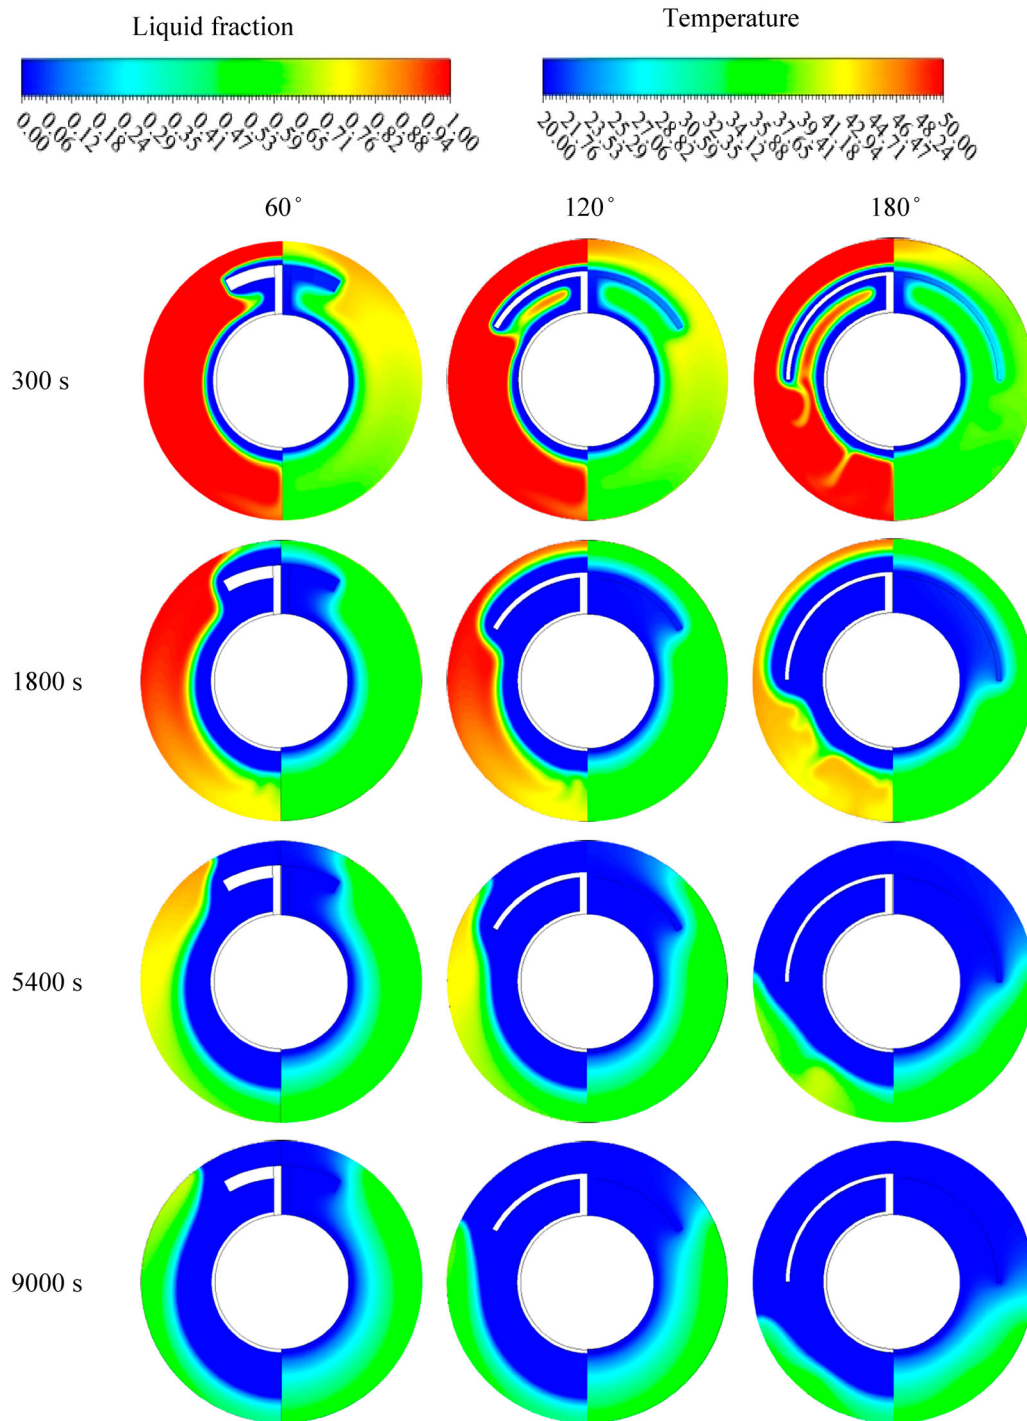 Liquid fraction
Temperature
0.00 0.06 0.12 0.18 0.24 0.29 0.35 0.41 0.47 0.53 0.59 0.65 0.71 0.76 0.82 0.88 0.94 1.00
20.00 21.76 23.53 25.29 27.06 28.82 30.59 32.35 34.12 35.88 37.65 39.41 41.18 42.94 44.71 46.47 48.24 50.00
60° 120° 180°
300 s
1800 s
5400 s
9000 s